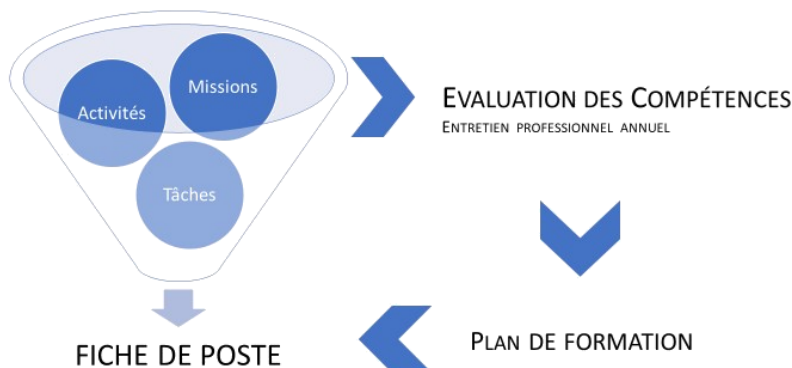 Missions
Activités
Tâches
FICHE DE POSTE
EVALUATION DES COMPÉTENCES
ENTRETIEN PROFESSIONNEL ANNUEL
PLAN DE FORMATION